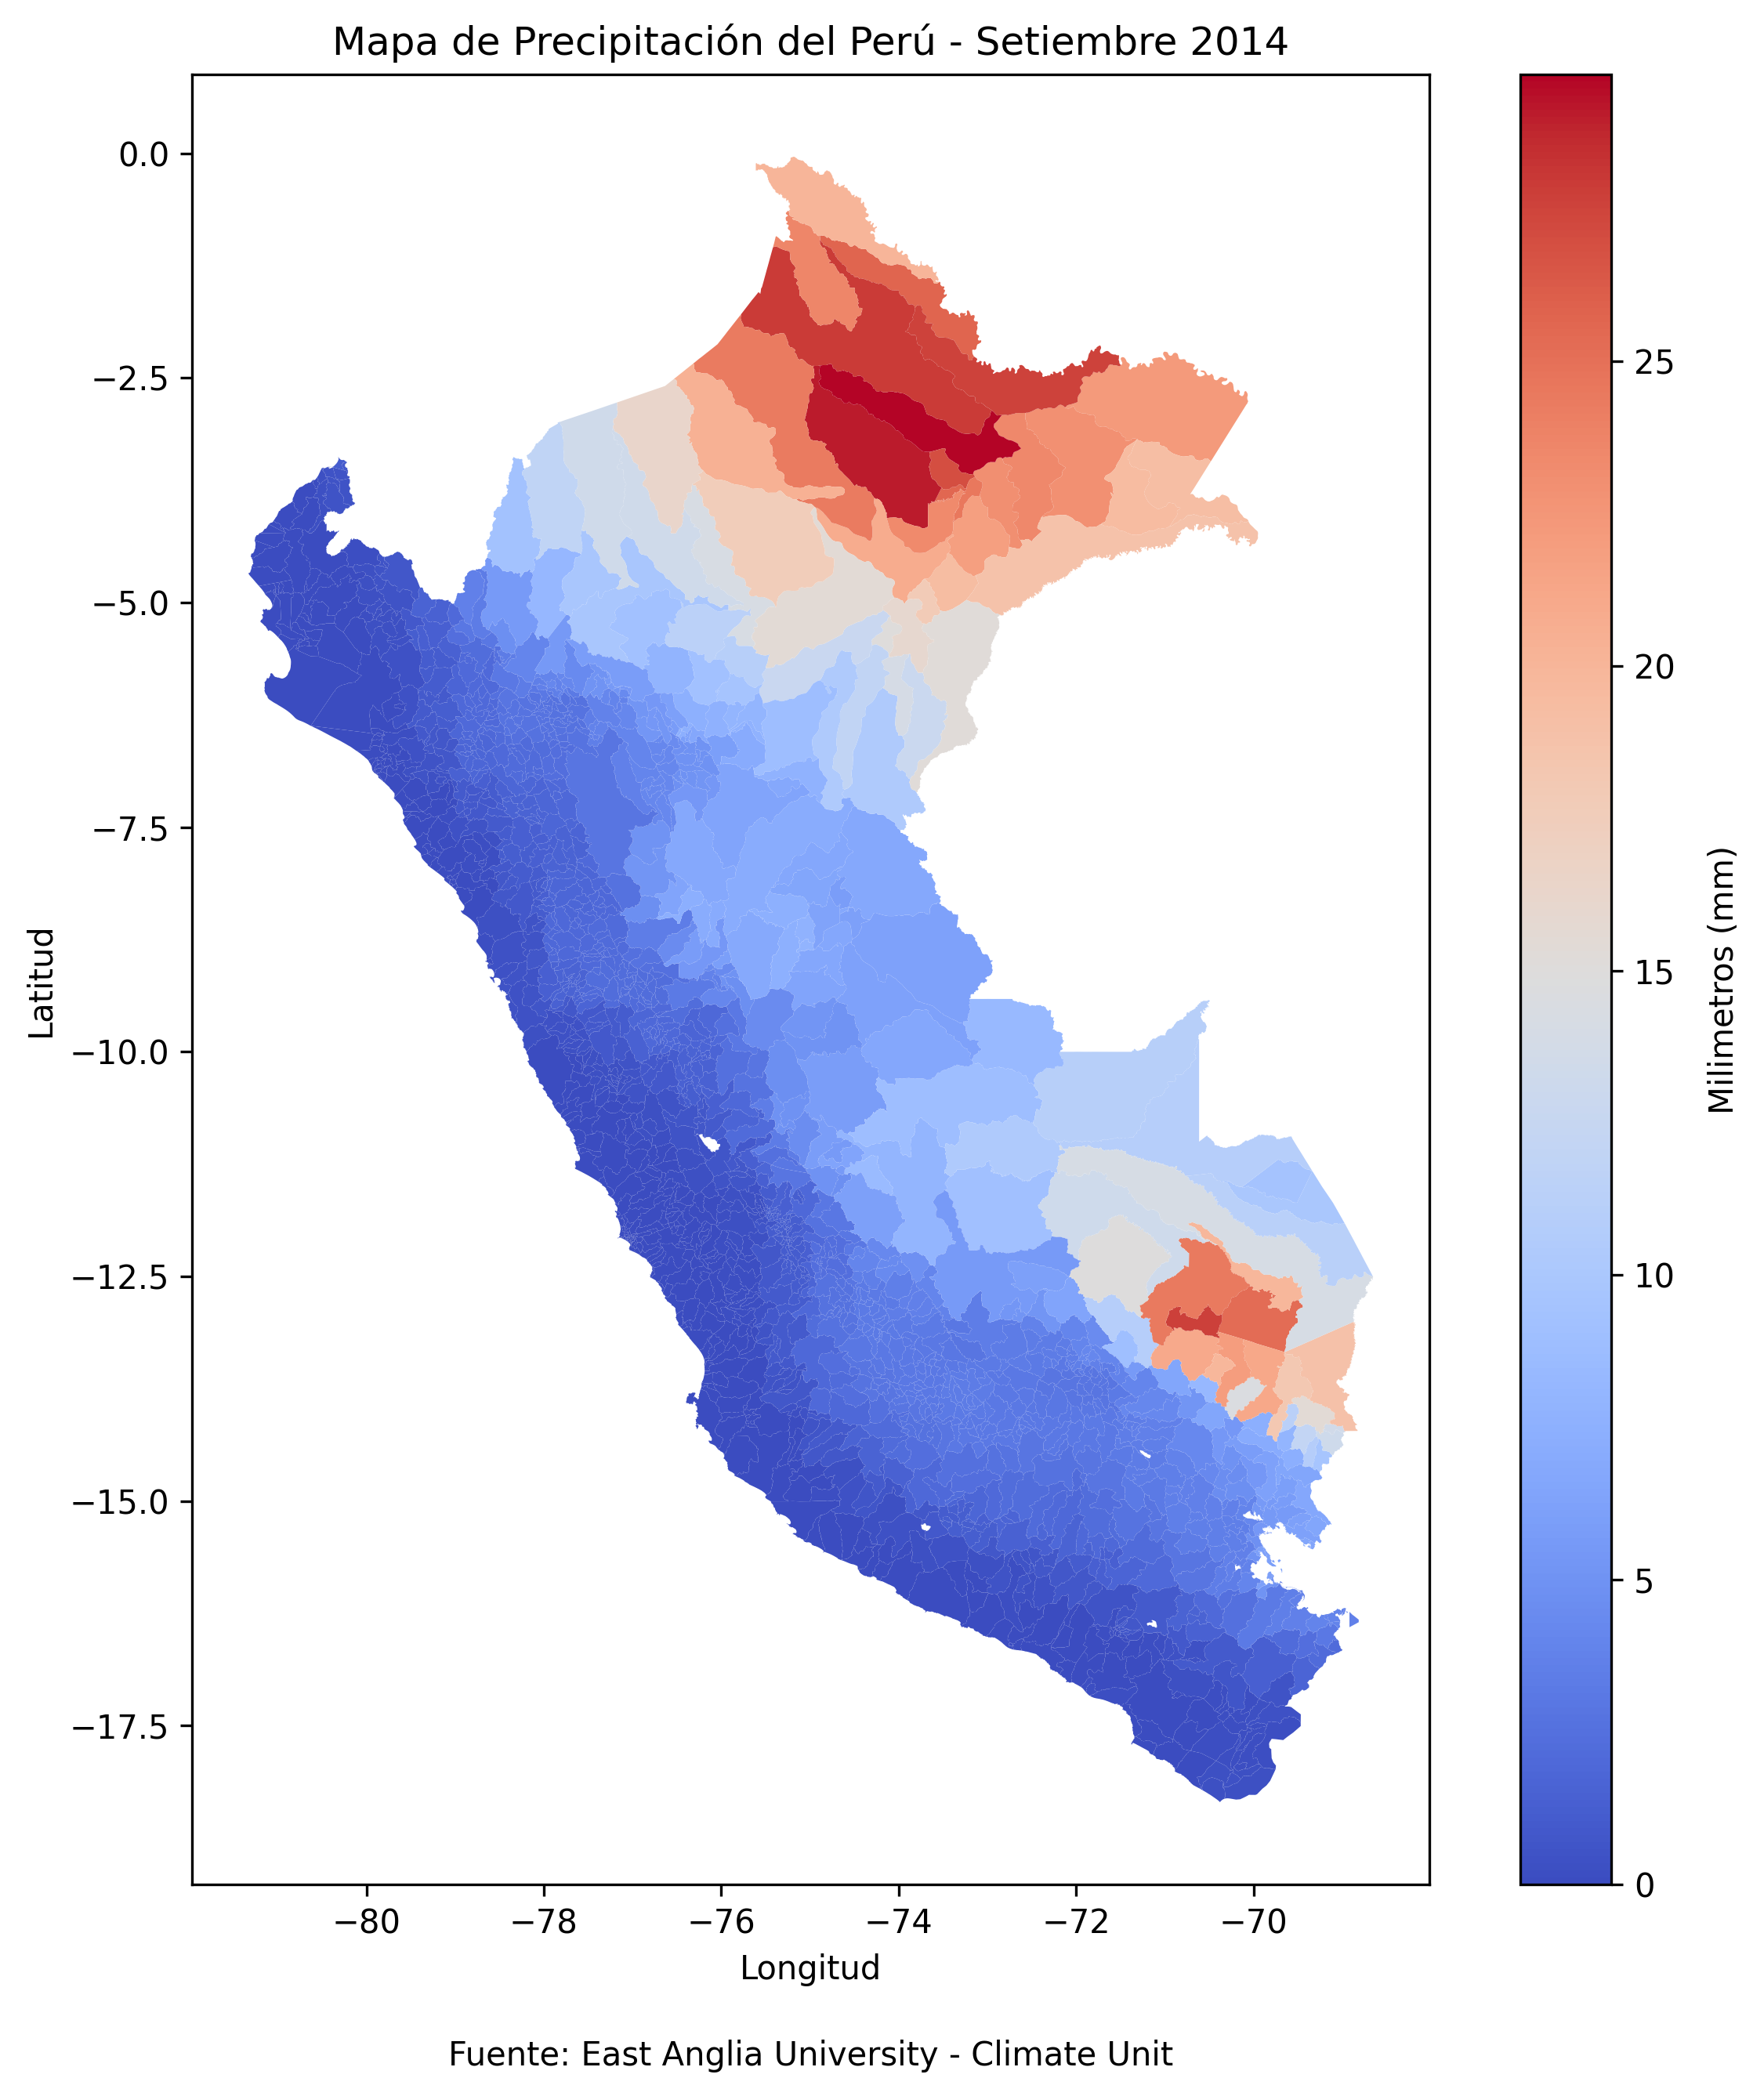 Mapa de Precipitación del Perú - Setiembre 2014
0.0
−2.5
−5.0
−7.5
−10.0
−12.5
−15.0
−17.5
Latitud
−80 −78 −76 −74 −72 −70
Longitud
25
20
15
10
5
0
Milimetros (mm)
Fuente: East Anglia University - Climate Unit